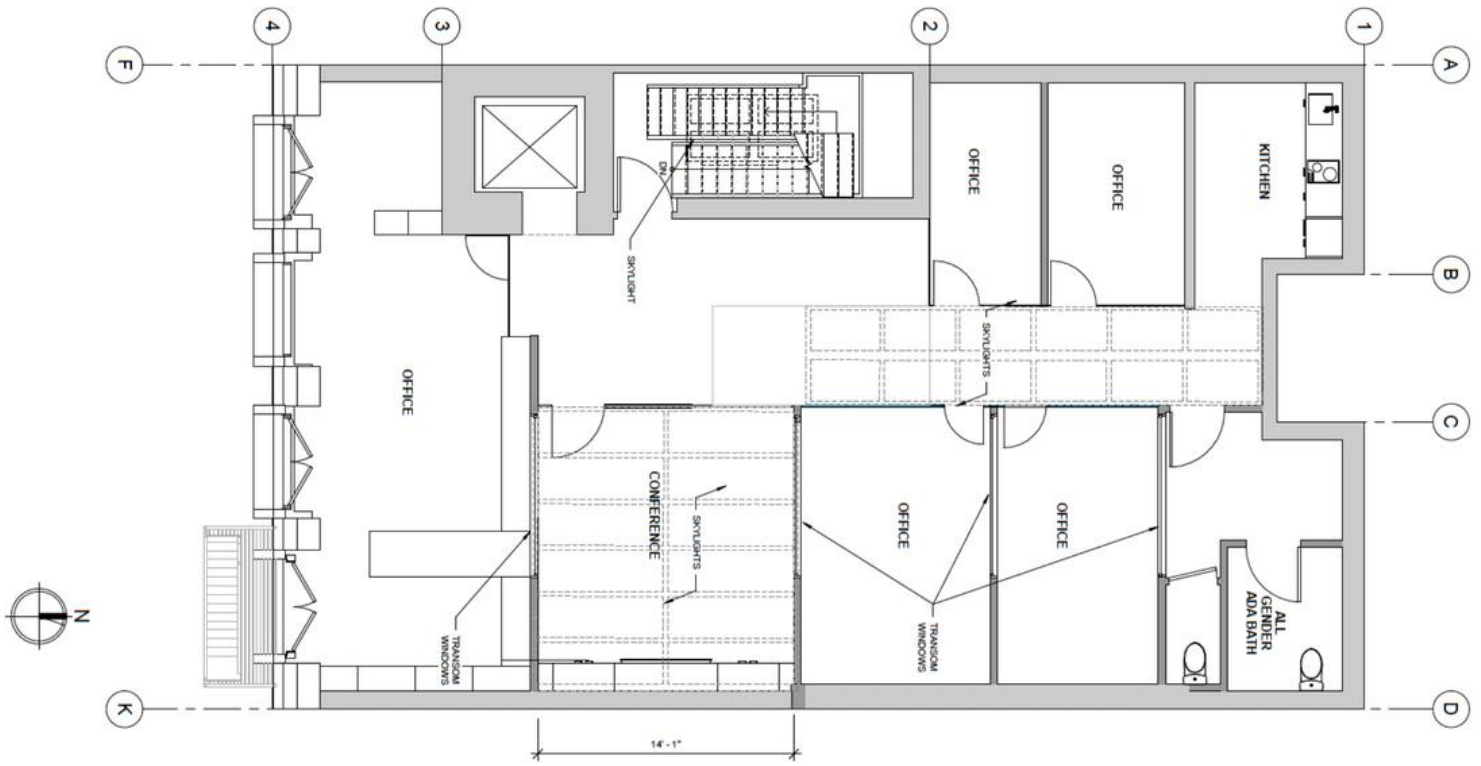 4
3
2
1
F
A
B
C
K
D
DN
SKYLIGHT
OFFICE
OFFICE
KITCHEN
SKYLIGHTS
OFFICE
CONFERENCE
SKYLIGHTS
OFFICE
OFFICE
TRANSOM
WINDOWS
TRANSOM
WINDOWS
ALL
GENDER
ADA BATH
N
14' - 1"